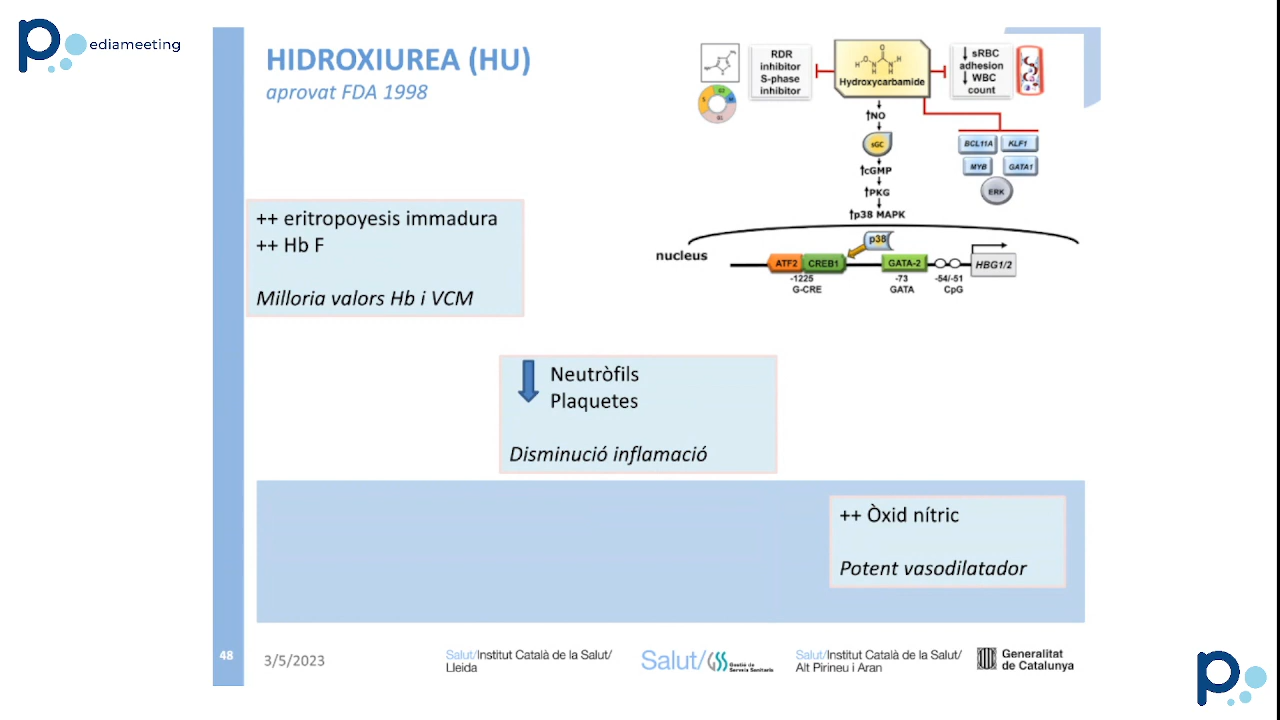 pediameeting
HIDROXIUREA (HU)
aprovat FDA 1998
RDR
inhibitor
S-phase
inhibitor
H O N N H
O
H H
Hydroxycarbamide
↓ sRBC
adhesion
↓ WBC
count
↑NO
sGC
↑cGMP
↑PKG
↑p38 MAPK
BCL11A KLF1
MYB GATA1
ERK
nucleus
p38
ATF2 CREB1 GATA-2 HBG1/2
-1225 -73 -54/-51
G-CRE GATA CpG
++ eritropoyesis immadura
++ Hb F
Milloria valors Hb i VCM
Neutròfils
Plaquetes
Disminució inflamació
++ Òxid nítric
Potent vasodilatador
48
3/5/2023
Salut/Institut Català de la Salut/
Lleida
Salut/GSS
Gestió de
Serveis Sanitaris
Salut/Institut Català de la Salut/
Alt Pirineu i Aran
Generalitat
de Catalunya
p